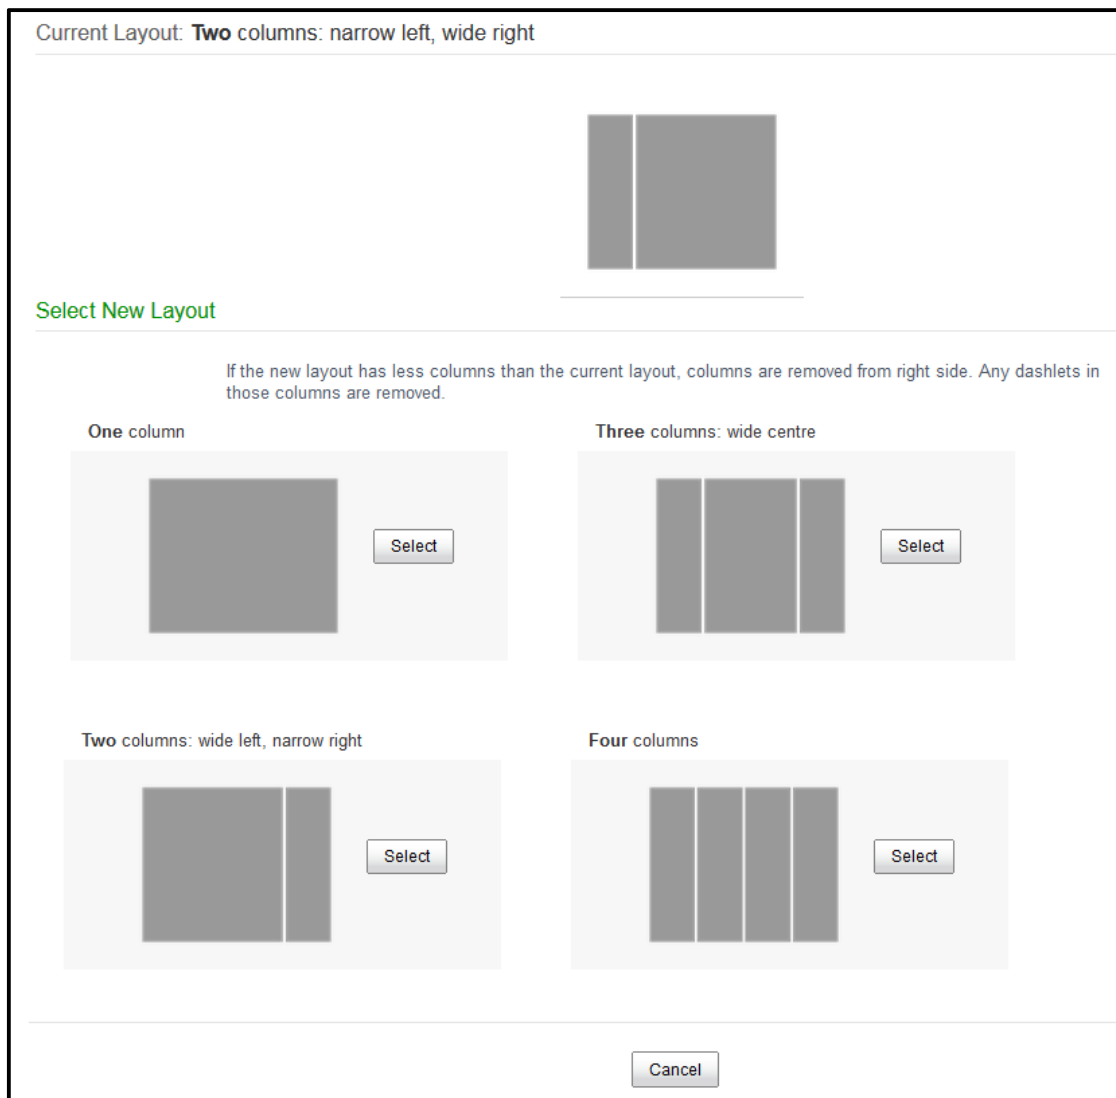 Current Layout: Two columns: narrow left, wide right
Select New Layout
If the new layout has less columns than the current layout, columns are removed from right side. Any dashlets in
those columns are removed.
One column
Select
Three columns: wide centre
Select
Two columns: wide left, narrow right
Select
Four columns
Select
Cancel